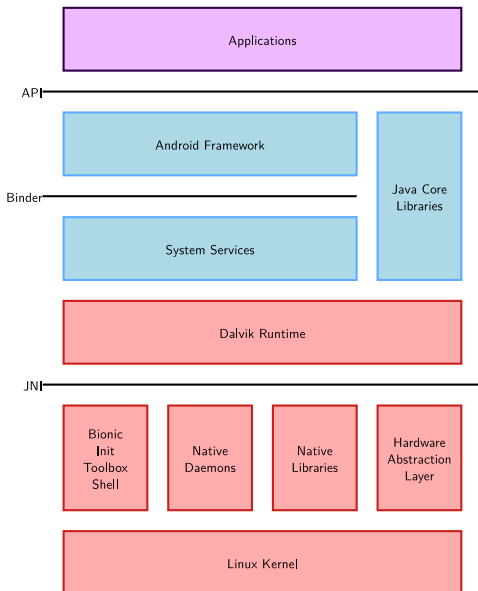 Applications
API
Android Framework
Java Core
Libraries
Binder
System Services
Dalvik Runtime
JNI
Bionic
Init
Toolbox
Shell
Native
Daemons
Native
Libraries
Hardware
Abstraction
Layer
Linux Kernel